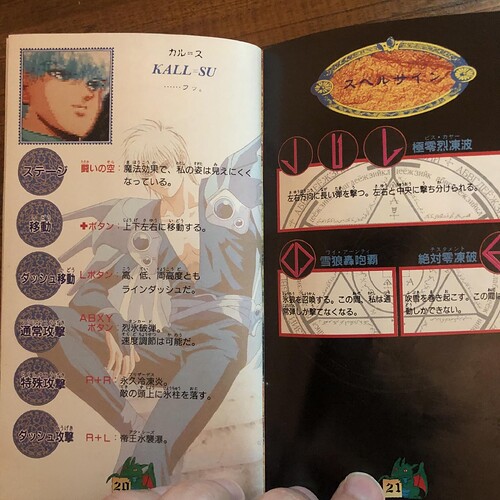 カル＝ス
KALL=SU
……フッ。
ステージ
闘いの空：魔法効果で、私の姿は見えにくく
なっている。
移動
✚ボタン：上下左右に移動する。
ダッシュ移動
Lボタン：高、低、両高度とも
ラインダッシュだ。
通常攻撃
ABXY
ボタン：烈氷破弾。
速度調節は可能だ。
特殊攻撃
A+R：永久冷凍炎。
敵の頭上に氷柱を落す。
ダッシュ攻撃
A+L：帝王氷襲瀑。
20
スペルサイン
極零烈凍波
左右方向に長い弾を撃つ。左右と中央に撃ち分けられる。
雪狼轟咆覇
氷狼を召喚する。この間、私は通
常弾しか撃てなくなる。
絶対零凍破
吹雪を巻き起こす。この間
動しかできない。
21